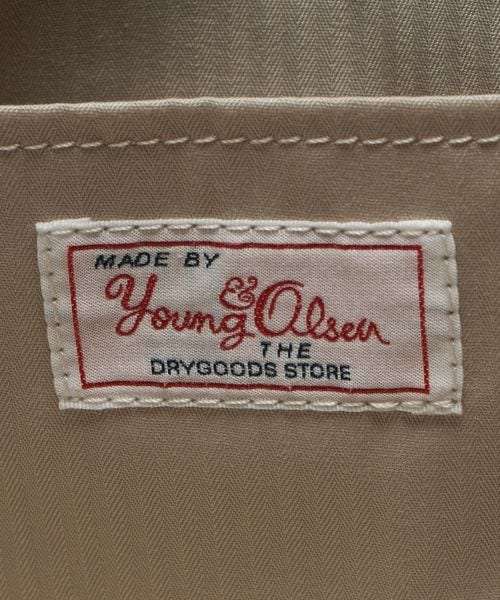 MADE BY
Young & Olsen
THE
DRYGOODS STORE